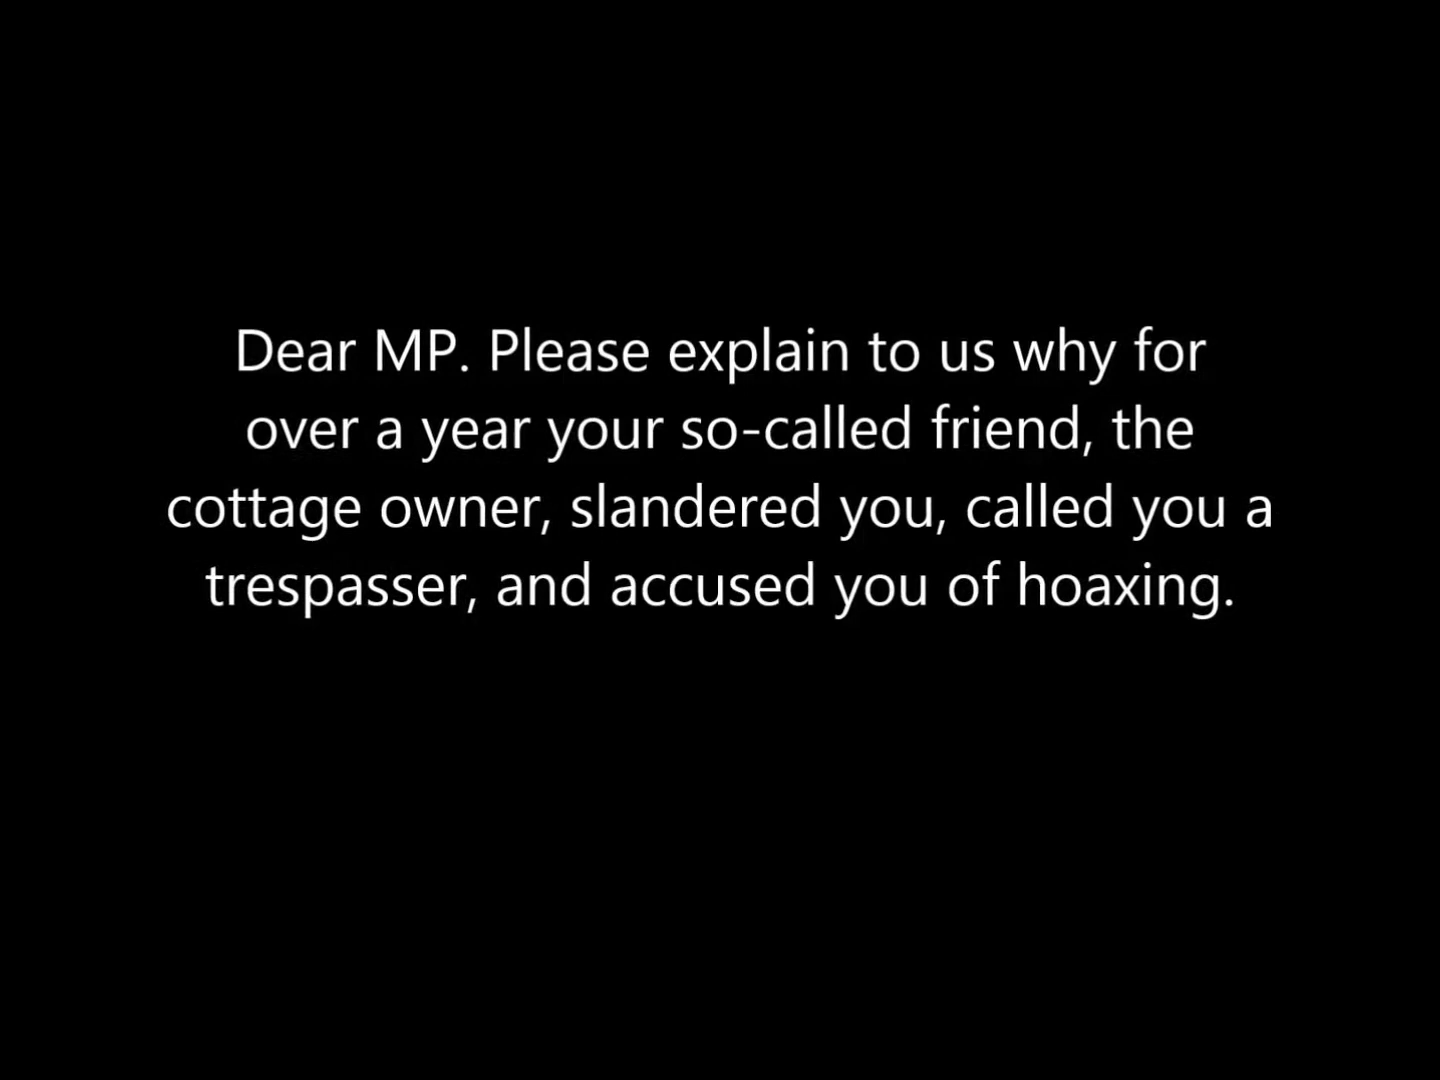 Dear MP. Please explain to us why for
over a year your so-called friend, the
cottage owner, slandered you, called you a
trespasser, and accused you of hoaxing.